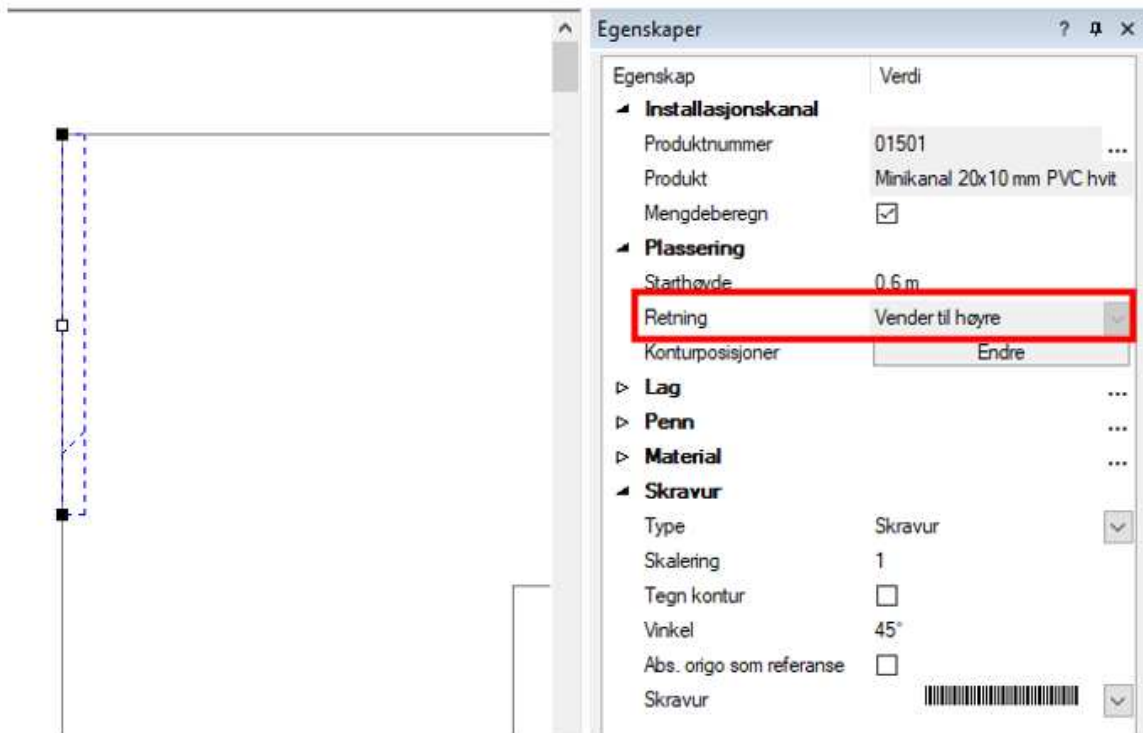 Egenskaper
Egenskap Verdi
Installasjonskanal
Produktnummer 01501 ...
Produkt Minikanal 20x10 mm PVC hvit
Mengdeberegn
Plassering
Starthøyde 0.6 m
Retning Vender til høyre
Konturposisjoner Endre
Lag ...
Penn ...
Material ...
Skravur
Type Skravur
Skalering 1
Tegn kontur
Vinkel 45°
Abs. origo som referanse
Skravur